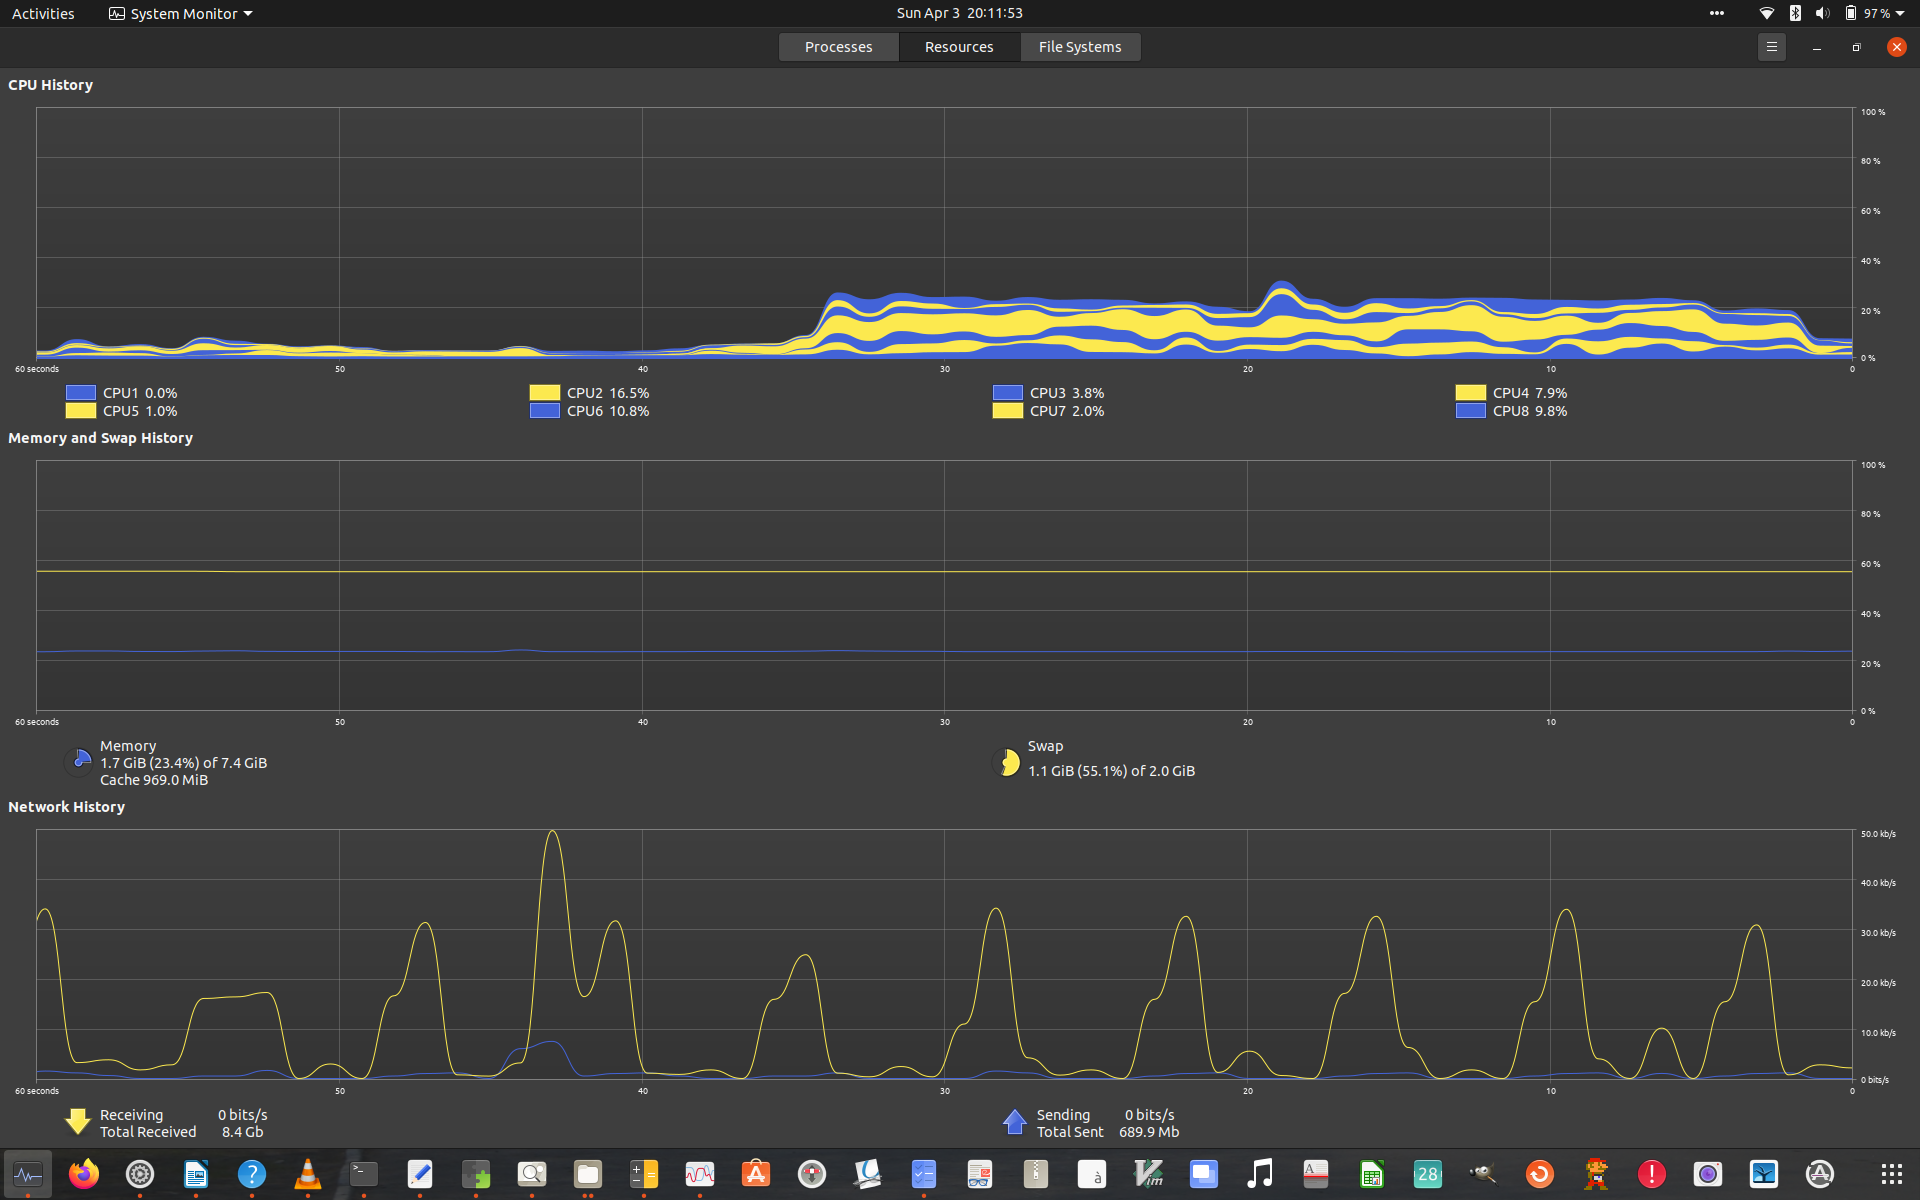 Activities System Monitor Sun Apr 3 20:11:53 97 %
Processes Resources File Systems
CPU History
100 %
80 %
60 %
40 %
20 %
0 %
60 seconds 50 40 30 20 10 0
CPU1 0.0% CPU2 16.5% CPU3 3.8% CPU4 7.9%
CPU5 1.0% CPU6 10.8% CPU7 2.0% CPU8 9.8%
Memory and Swap History
100 %
80 %
60 %
40 %
20 %
0 %
60 seconds 50 40 30 20 10 0
Memory
1.7 GiB (23.4%) of 7.4 GiB
Cache 969.0 MiB
Swap
1.1 GiB (55.1%) of 2.0 GiB
Network History
50.0 kb/s
40.0 kb/s
30.0 kb/s
20.0 kb/s
10.0 kb/s
0 bits/s
60 seconds 50 40 30 20 10 0
Receiving 0 bits/s
Total Received 8.4 Gb
Sending 0 bits/s
Total Sent 689.9 Mb
? >_ A à Vim A 28 ! A